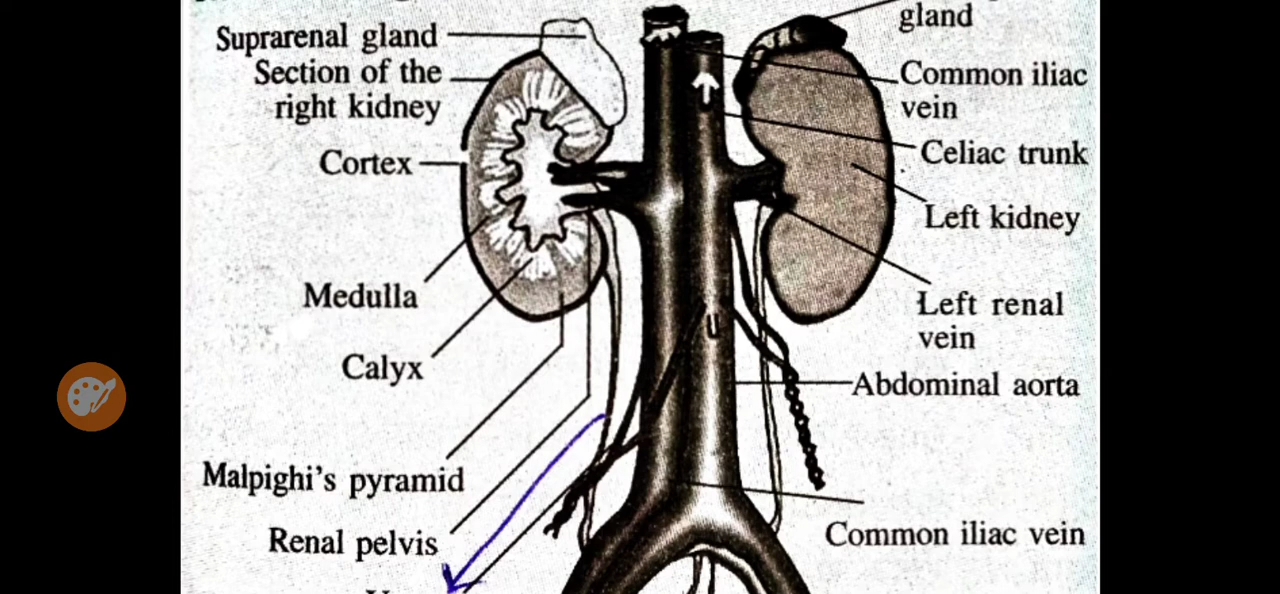 Suprarenal gland
Section of the
right kidney
Cortex
Medulla
Calyx
Malpighi's pyramid
Renal pelvis
gland
Common iliac
vein
Celiac trunk
Left kidney
Left renal
vein
Abdominal aorta
Common iliac vein